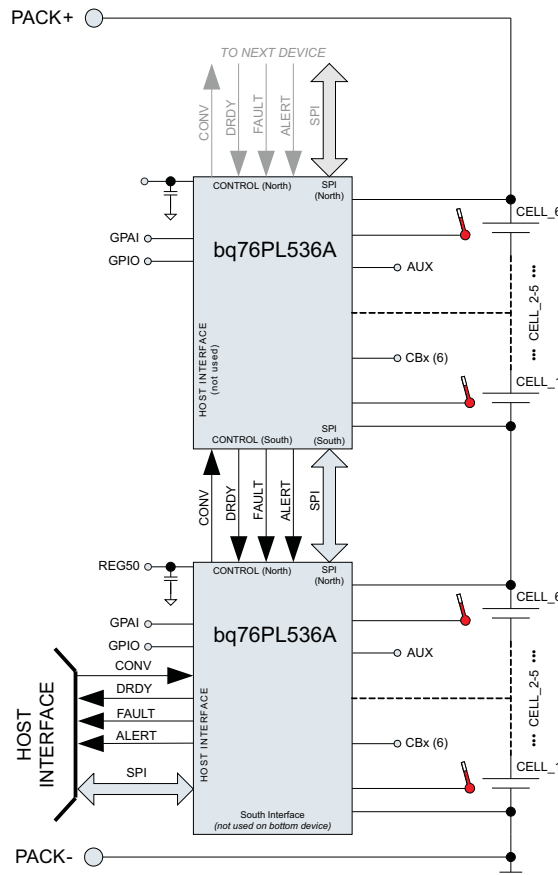 PACK+
TO NEXT DEVICE
CONV
DRDY
FAULT
ALERT
SPI
CONTROL (North)
SPI
(North)
CELL_6
GPAI
bq76PL536A
GPIO
AUX
CELL_2-5
HOST INTERFACE
(not used)
CBx (6)
CELL_1
SPI
(South)
CONTROL (South)
CONV
DRDY
FAULT
ALERT
SPI
REG50
CONTROL (North)
SPI
(North)
CELL_6
GPAI
bq76PL536A
GPIO
AUX
CONV
DRDY
FAULT
ALERT
SPI
HOST
INTERFACE
HOST INTERFACE
CELL_2-5
CBx (6)
CELL_1
South Interface
(not used on bottom device)
PACK-